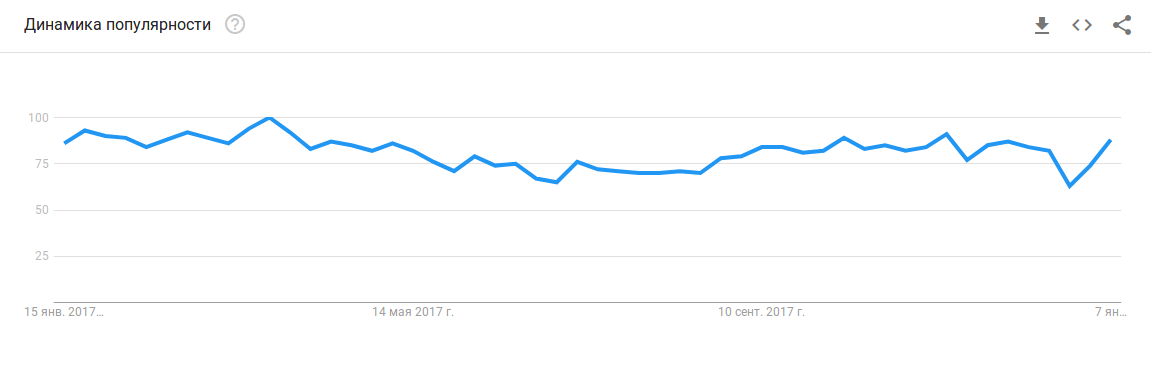 Динамика популярности ?
100
75
50
25
15 янв. 2017…
14 мая 2017 г.
10 сент. 2017 г.
7 ян…